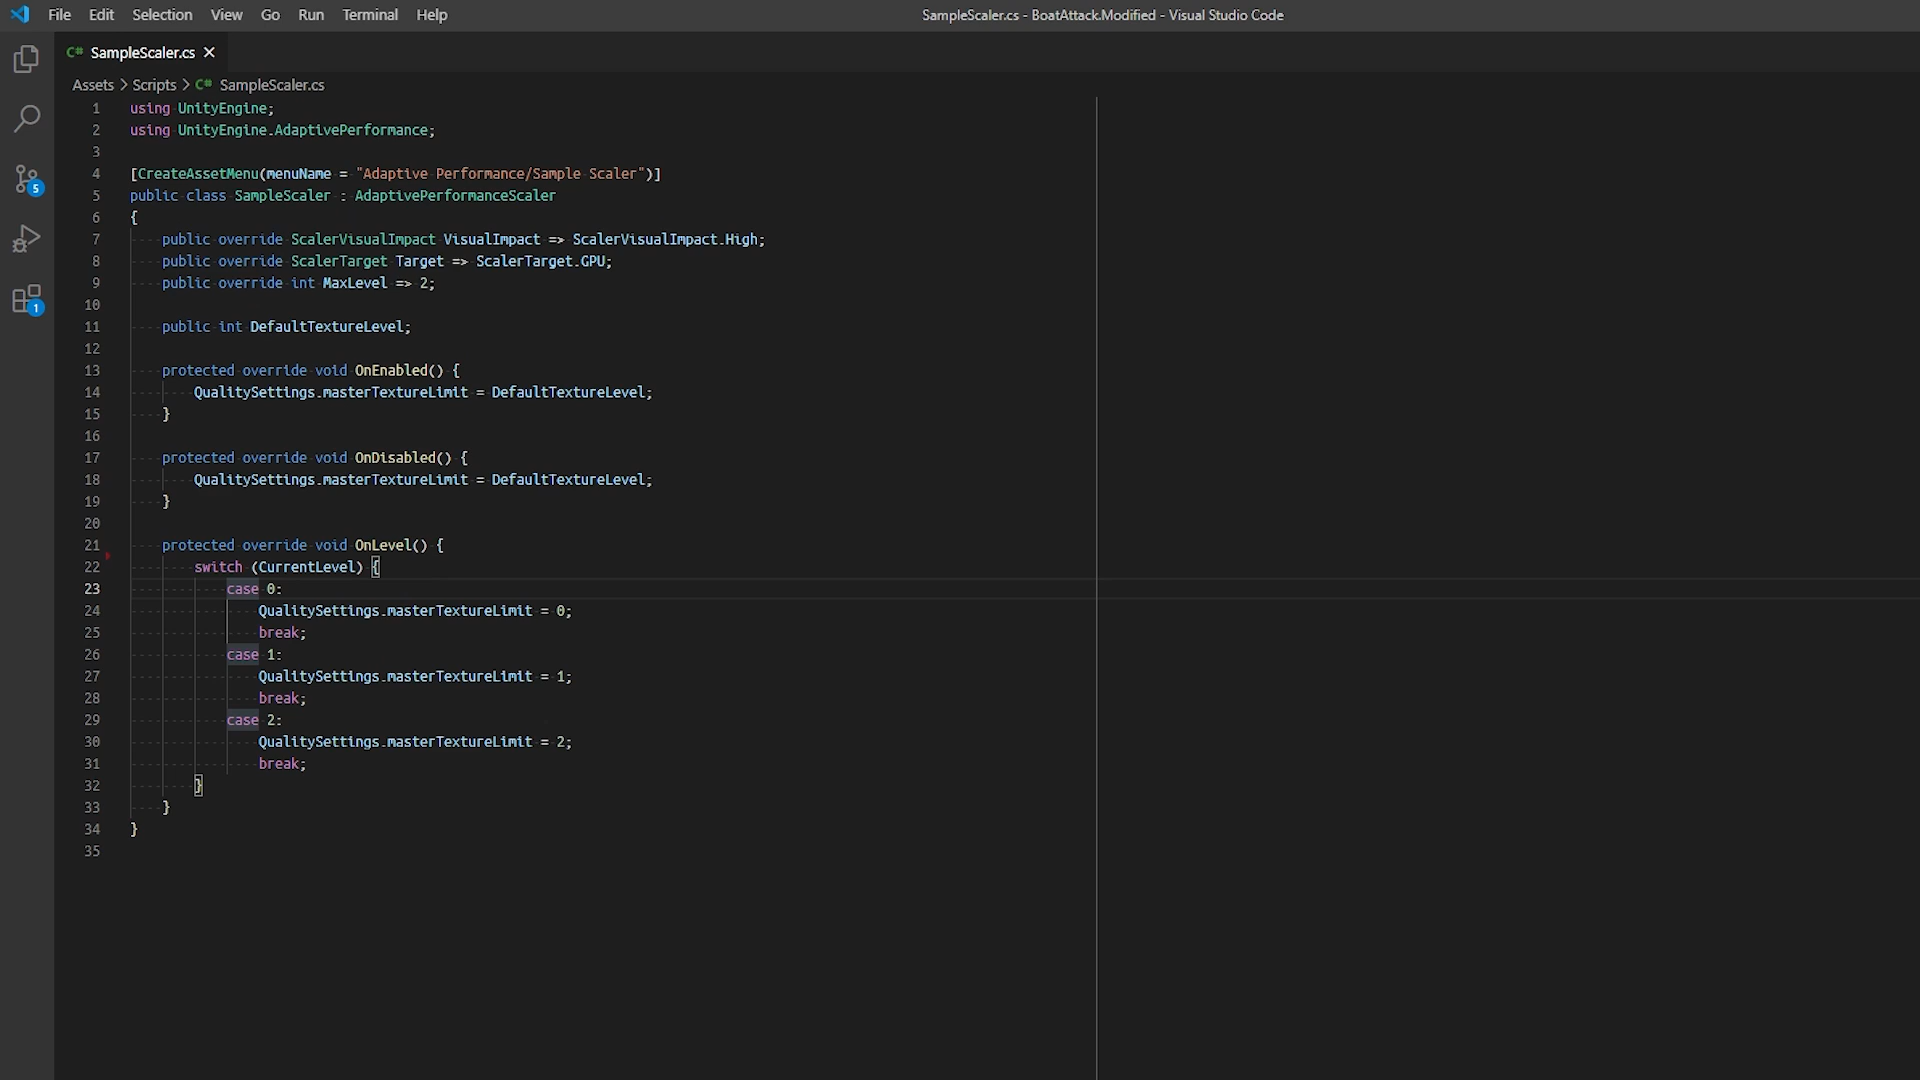 File Edit Selection View Go Run Terminal Help
SampleScaler.cs - BoatAttack.Modified - Visual Studio Code
C# SampleScaler.cs ×
Assets > Scripts > C# SampleScaler.cs
1 using UnityEngine;
2 using UnityEngine.AdaptivePerformance;
3
4 [CreateAssetMenu(menuName = "Adaptive Performance/Sample Scaler")]
5 public class SampleScaler : AdaptivePerformanceScaler
6 {
7 public override ScalerVisualImpact VisualImpact => ScalerVisualImpact.High;
8 public override ScalerTarget Target => ScalerTarget.GPU;
9 public override int MaxLevel => 2;
10
11 public int DefaultTextureLevel;
12
13 protected override void OnEnabled() {
14 QualitySettings.masterTextureLimit = DefaultTextureLevel;
15 }
16
17 protected override void OnDisabled() {
18 QualitySettings.masterTextureLimit = DefaultTextureLevel;
19 }
20
21 protected override void OnLevel() {
22 switch (CurrentLevel) {
23 case 0:
24 QualitySettings.masterTextureLimit = 0;
25 break;
26 case 1:
27 QualitySettings.masterTextureLimit = 1;
28 break;
29 case 2:
30 QualitySettings.masterTextureLimit = 2;
31 break;
32 }
33 }
34 }
35
5
1